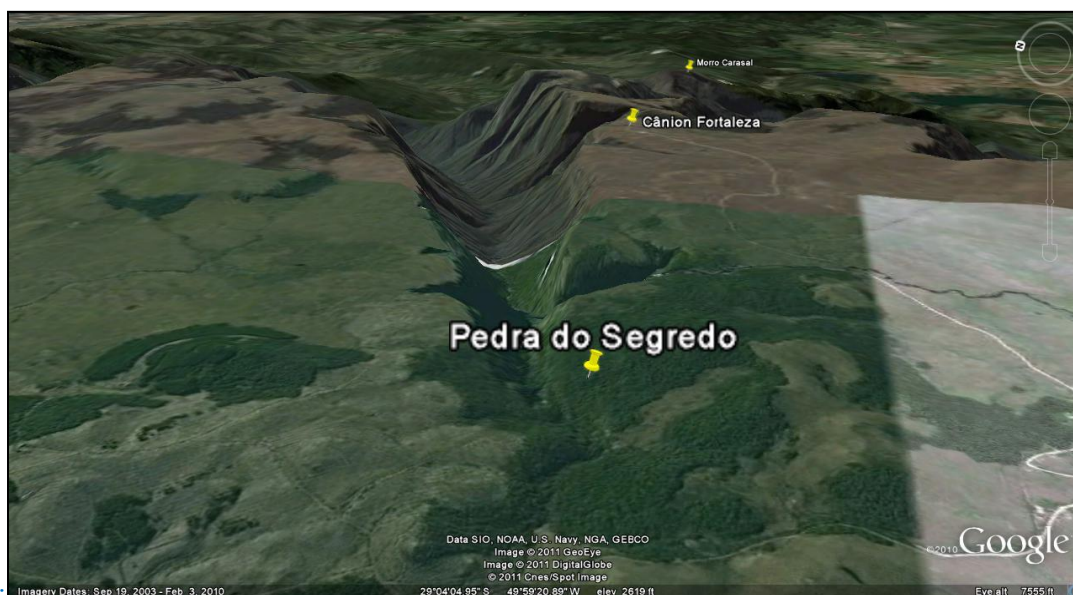 N
Morro Carasal
Cânion Fortaleza
Pedra do Segredo
Data SIO, NOAA, U.S. Navy, NGA, GEBCO
Image © 2011 GeoEye
Image © 2011 DigitalGlobe
© 2011 Cnes/Spot Image
©2010 Google
Imagery Dates: Sep 19, 2003 - Feb 3, 2010 29°04'04.95" S 49°59'20.89" W elev 2619 ft Eye alt 7555 ft